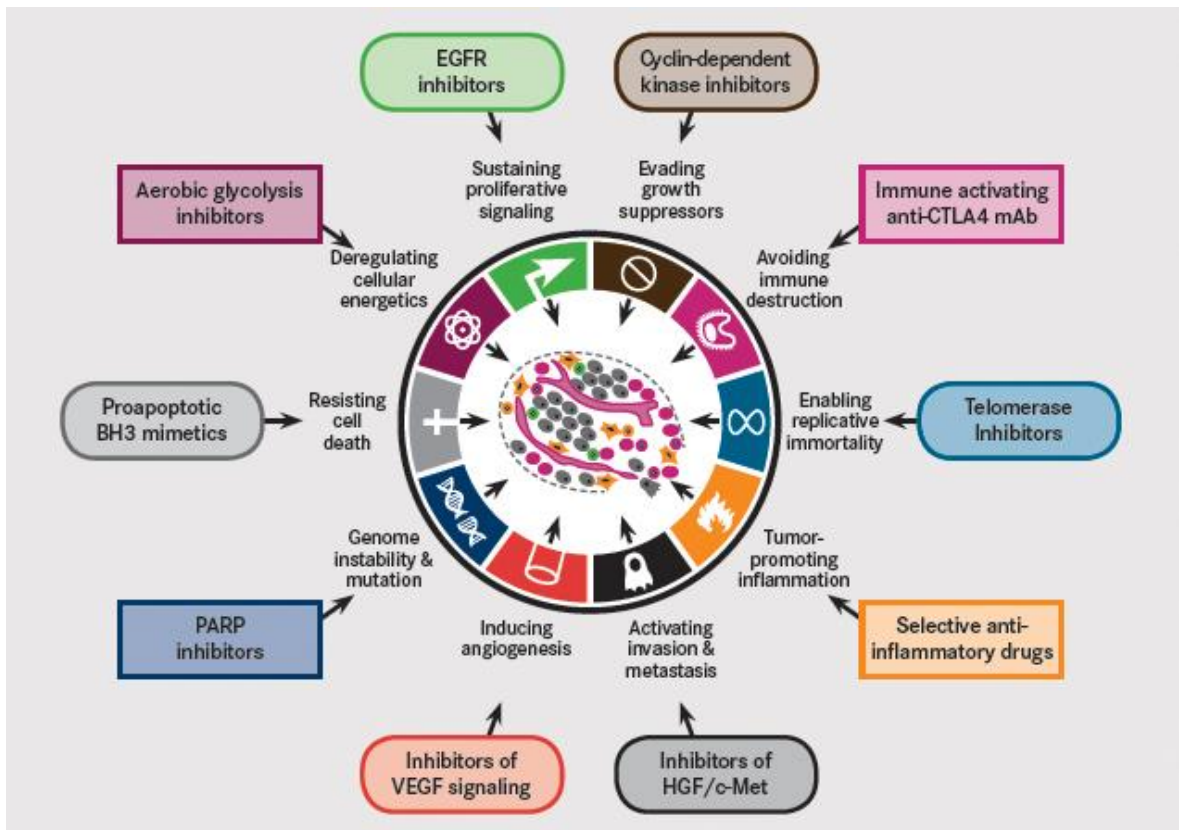 EGFR
inhibitors
Cyclin-dependent
kinase inhibitors
Sustaining
proliferative
signaling
Evading
growth
suppressors
Aerobic glycolysis
inhibitors
Immune activating
anti-CTLA4 mAb
Deregulating
cellular
energetics
Avoiding
immune
destruction
Proapoptotic
BH3 mimetics
Resisting
cell
death
Enabling
replicative
immortality
Telomerase
Inhibitors
Genome
instability &
mutation
Tumor-
promoting
inflammation
PARP
inhibitors
Inducing
angiogenesis
Activating
invasion &
metastasis
Selective anti-
inflammatory drugs
Inhibitors of
VEGF signaling
Inhibitors of
HGF/c-Met